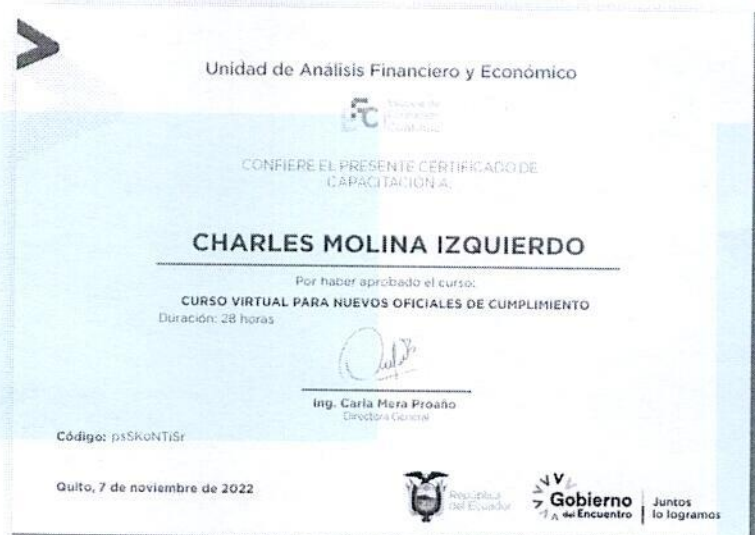 Unidad de Análisis Financiero y Económico
CONFIERE EL PRESENTE CERTIFICADO DE
CAPACITACIÓN A:
CHARLES MOLINA IZQUIERDO
Por haber aprobado el curso:
CURSO VIRTUAL PARA NUEVOS OFICIALES DE CUMPLIMIENTO
Duración: 28 horas
Ing. Carla Mera Proaño
Directora General
Código: psSKoNTiSr
Quito, 7 de noviembre de 2022
República
del Ecuador
Gobierno
del Encuentro
Juntos
lo logramos